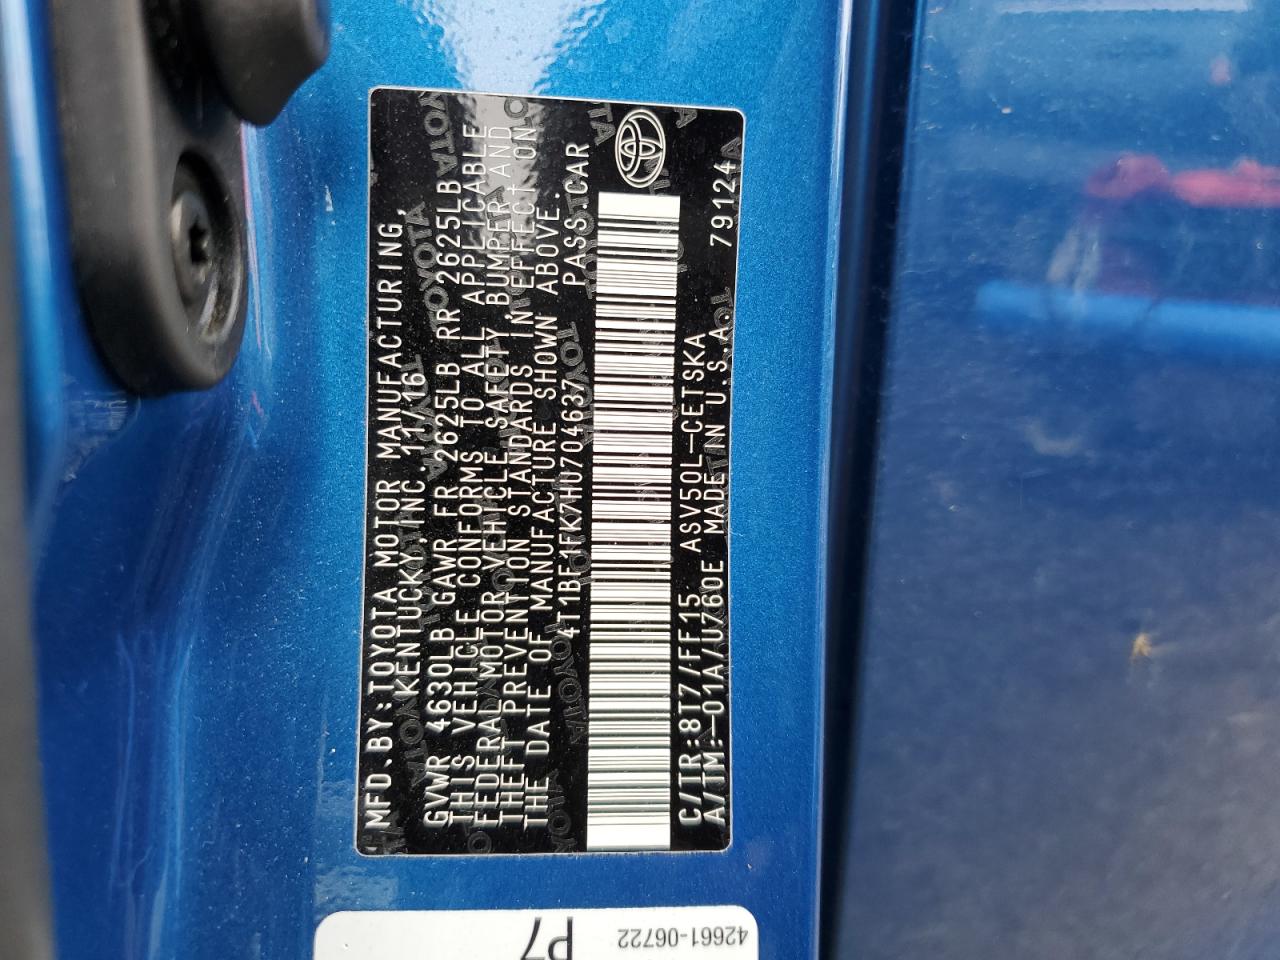 MFD.BY:TOYOTA MOTOR MANUFACTURING,
KENTUCKY,INC. 11/16
GVWR 4630LB GAWR FR 2625LB RR 2625LB
THIS VEHICLE CONFORMS TO ALL APPLICABLE
FEDERAL MOTOR VEHICLE SAFETY,BUMPER AND
THEFT PREVENTION STANDARDS IN EFFECT ON
THE DATE OF MANUFACTURE SHOWN ABOVE.
4T1BF1FK7HU704637 PASS.CAR
C/TR:8T7/FF15 ASV50L-CETSKA
A/TM:-01A/U760E MADE IN U.S.A. 79124
42661-06722
P7